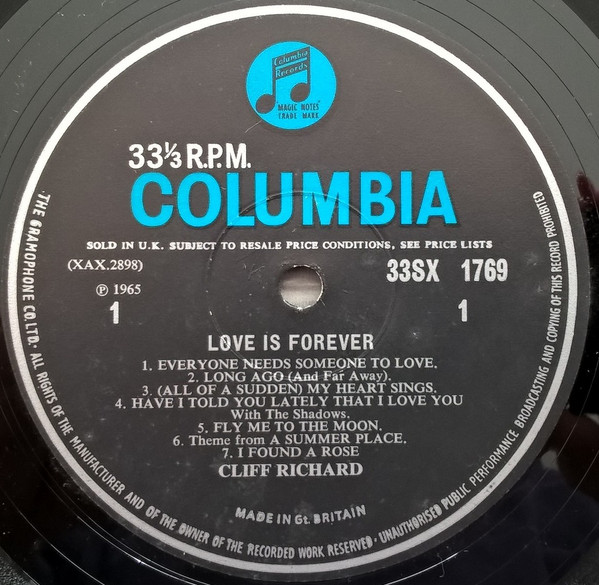 Columbia
Records
"MAGIC NOTES"
TRADE MARK
33⅓ R.P.M.
COLUMBIA
SOLD IN U.K. SUBJECT TO RESALE PRICE CONDITIONS, SEE PRICE LISTS
(XAX.2898)
33SX 1769
Ⓟ 1965
1
1
LOVE IS FOREVER
1. EVERYONE NEEDS SOMEONE TO LOVE.
2. LONG AGO (And Far Away).
3. (ALL OF A SUDDEN) MY HEART SINGS.
4. HAVE I TOLD YOU LATELY THAT I LOVE YOU
With The Shadows.
5. FLY ME TO THE MOON.
6. Theme from A SUMMER PLACE.
7. I FOUND A ROSE
CLIFF RICHARD
MADE IN Gt. BRITAIN
THE GRAMOPHONE CO. LTD. · ALL RIGHTS OF THE MANUFACTURER AND OF THE OWNER OF THE RECORDED WORK RESERVED · UNAUTHORISED PUBLIC PERFORMANCE BROADCASTING AND COPYING OF THIS RECORD PROHIBITED